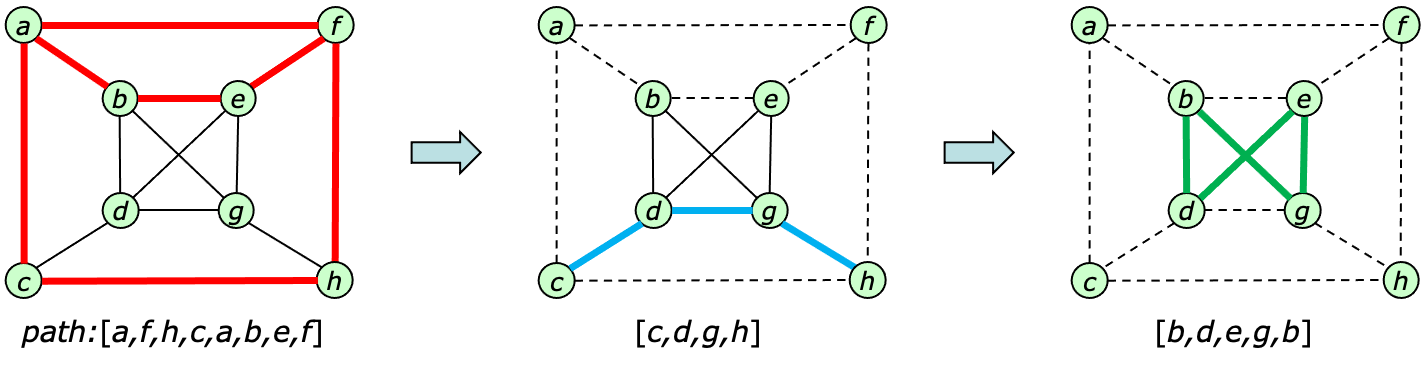 a f a f a f
b e b e b e
d g d g d g
c h c h c h
path:[a,f,h,c,a,b,e,f] [c,d,g,h] [b,d,e,g,b]